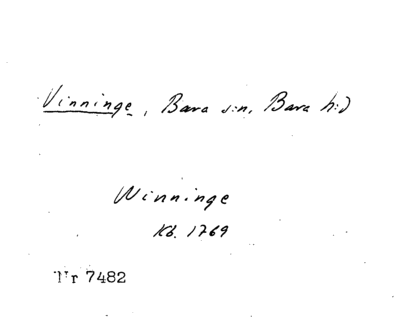 Vinninge, Bara s:n, Bara h:d
Winninge
Kb. 1769
Nr 7482